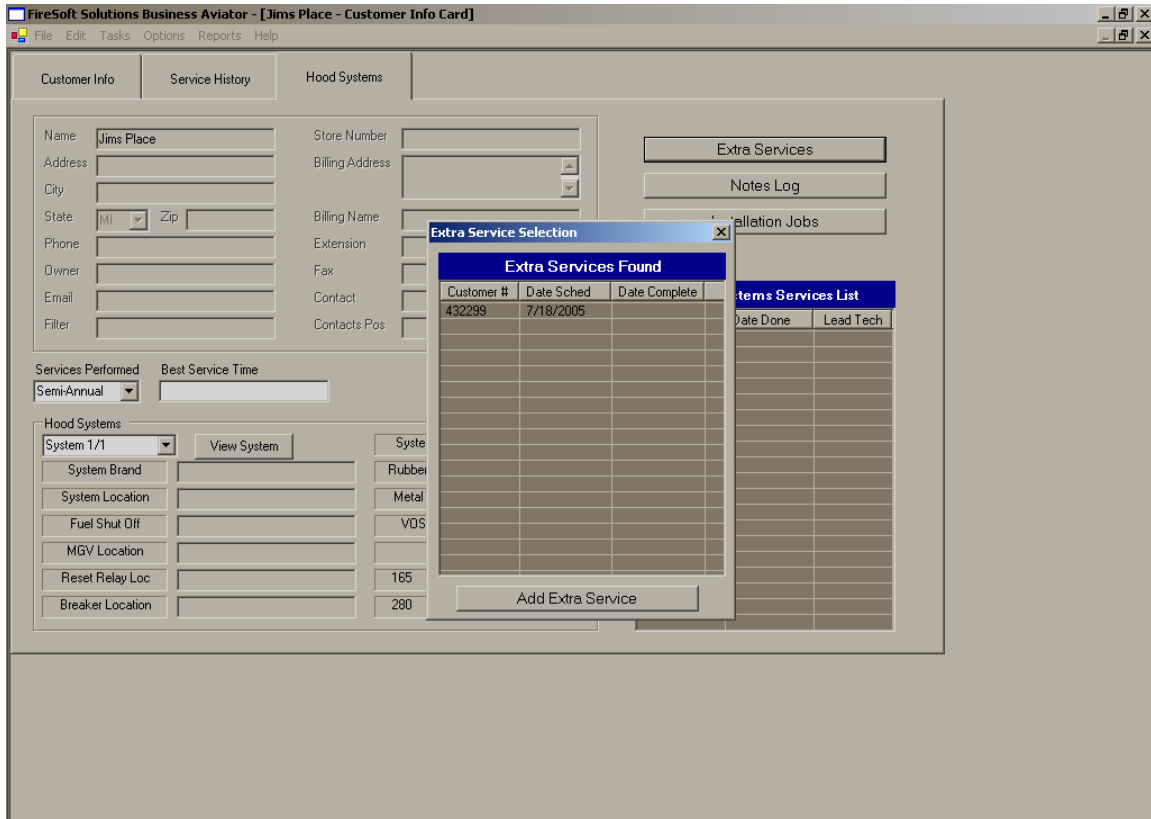 FireSoft Solutions Business Aviator - [Jims Place - Customer Info Card]
File Edit Tasks Options Reports Help
Customer Info Service History Hood Systems
Name Jims Place Store Number
Address Billing Address
City
State MI Zip Billing Name
Phone Extension
Owner Fax
Email Contact
Filter Contacts Pos
Extra Services
Notes Log
Jobs
Extra Service Selection
Extra Services Found
Customer # Date Sched Date Complete
432299 7/18/2005
Add Extra Service
Services List
Date Done Lead Tech
Services Performed Best Service Time
Semi-Annual
Hood Systems
System 1/1 View System
System Brand Rubber
System Location Metal
Fuel Shut Off VOS
MGV Location
Reset Relay Loc 165
Breaker Location 280